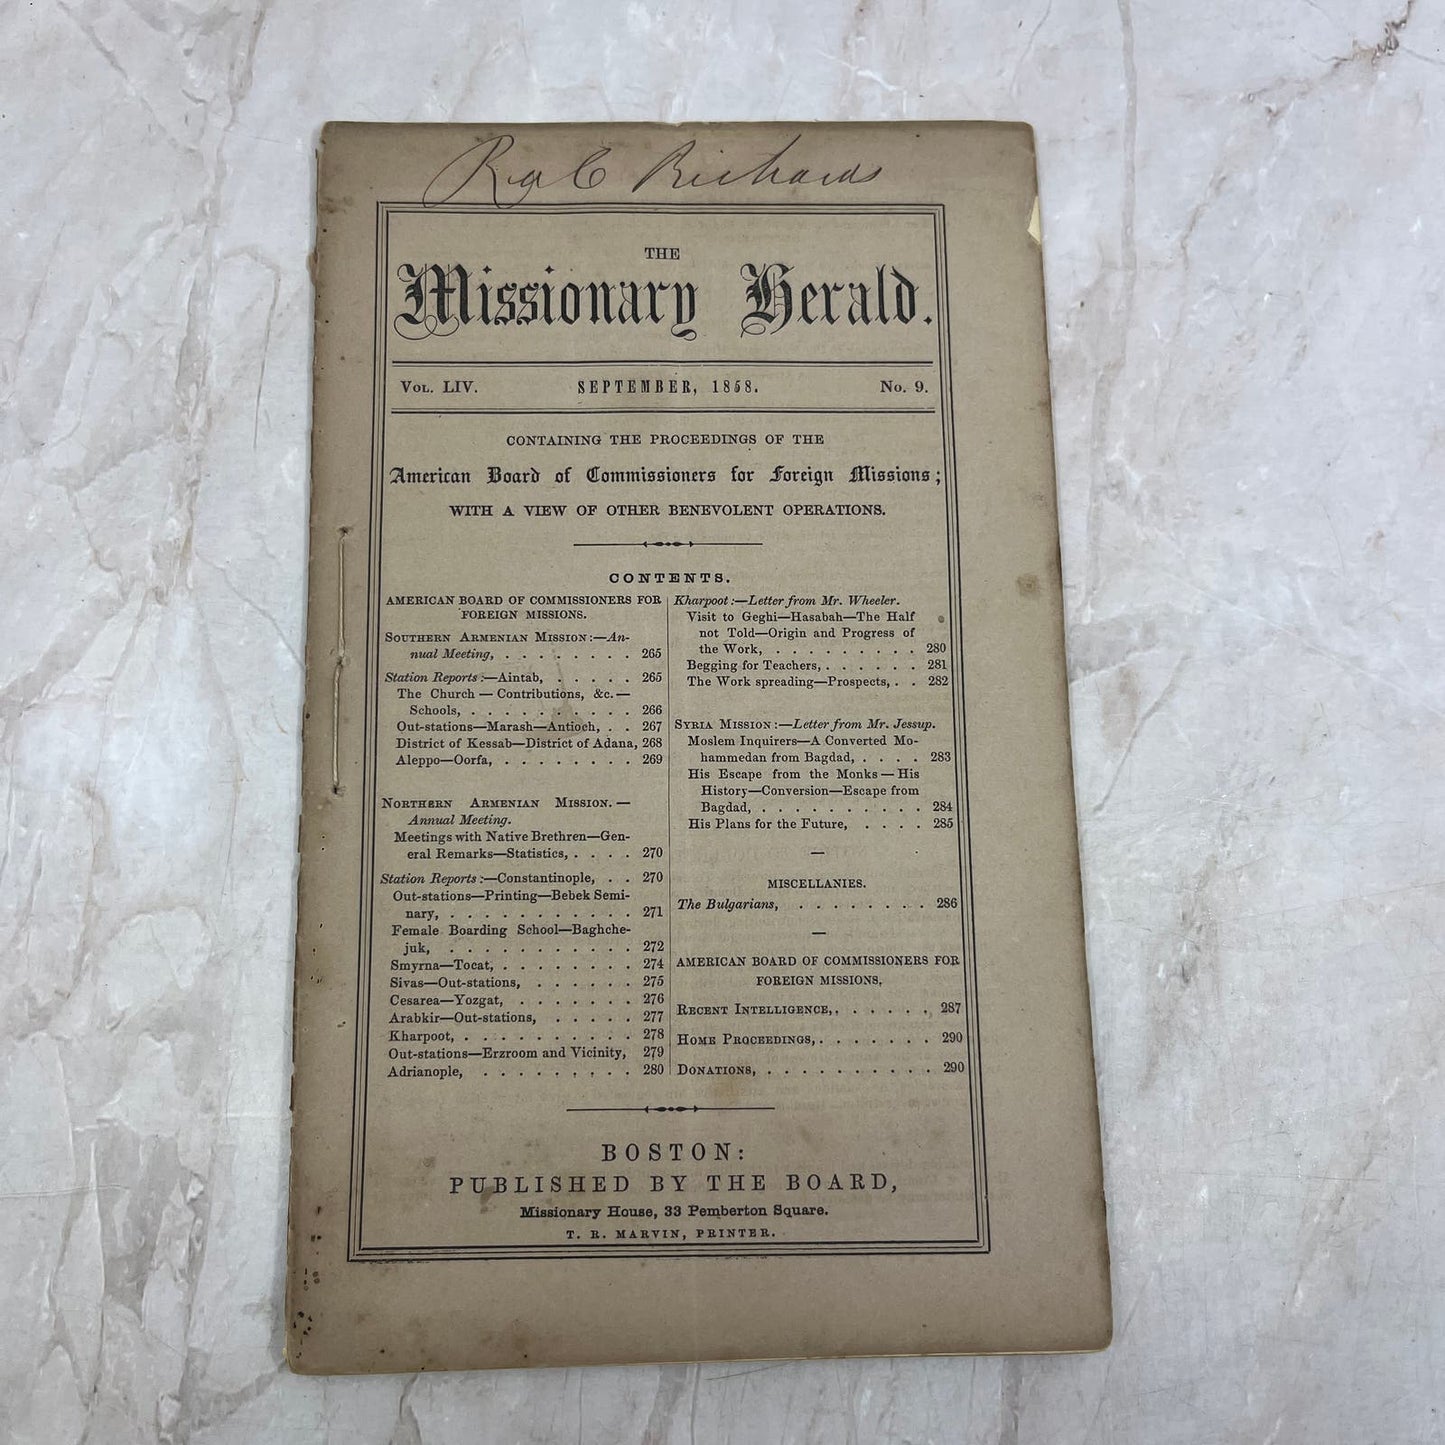 Richards
THE
Missionary Herald.
VOL. LIV. SEPTEMBER, 1858. No. 9.
CONTAINING THE PROCEEDINGS OF THE
American Board of Commissioners for Foreign Missions;
WITH A VIEW OF OTHER BENEVOLENT OPERATIONS.
CONTENTS.
AMERICAN BOARD OF COMMISSIONERS FOR
FOREIGN MISSIONS.
SOUTHERN ARMENIAN MISSION:—An-
nual Meeting, . . . . . . . . 265
Station Reports:—Aintab, . . . . . 265
The Church — Contributions, &c. —
Schools, . . . . . . . . . . 266
Out-stations—Marash—Antioch, . . 267
District of Kessab—District of Adana, 268
Aleppo—Oorfa, . . . . . . . . 269
NORTHERN ARMENIAN MISSION. —
Annual Meeting.
Meetings with Native Brethren—Gen-
eral Remarks—Statistics, . . . . 270
Station Reports:—Constantinople, . . 270
Out-stations—Printing—Bebek Semi-
nary, . . . . . . . . . . . 271
Female Boarding School—Baghche-
juk, . . . . . . . . . . . 272
Smyrna—Tocat, . . . . . . . . 274
Sivas—Out-stations, . . . . . . 275
Cesarea—Yozgat, . . . . . . . 276
Arabkir—Out-stations, . . . . . 277
Kharpoot, . . . . . . . . . . 278
Out-stations—Erzroom and Vicinity, 279
Adrianople, . . . . . . . . . 280
Kharpoot:—Letter from Mr. Wheeler.
Visit to Geghi—Hasabah—The Half
not Told—Origin and Progress of
the Work, . . . . . . . . . 280
Begging for Teachers, . . . . . . 281
The Work spreading—Prospects, . . 282
SYRIA MISSION:—Letter from Mr. Jessup.
Moslem Inquirers—A Converted Mo-
hammedan from Bagdad, . . . . 283
His Escape from the Monks — His
History—Conversion—Escape from
Bagdad, . . . . . . . . . . 284
His Plans for the Future, . . . . 285
MISCELLANIES.
The Bulgarians, . . . . . . . . 286
AMERICAN BOARD OF COMMISSIONERS FOR
FOREIGN MISSIONS.
RECENT INTELLIGENCE, . . . . . . 287
HOME PROCEEDINGS, . . . . . . . 290
DONATIONS, . . . . . . . . . . 290
BOSTON:
PUBLISHED BY THE BOARD,
Missionary House, 33 Pemberton Square.
T. R. MARVIN, PRINTER.